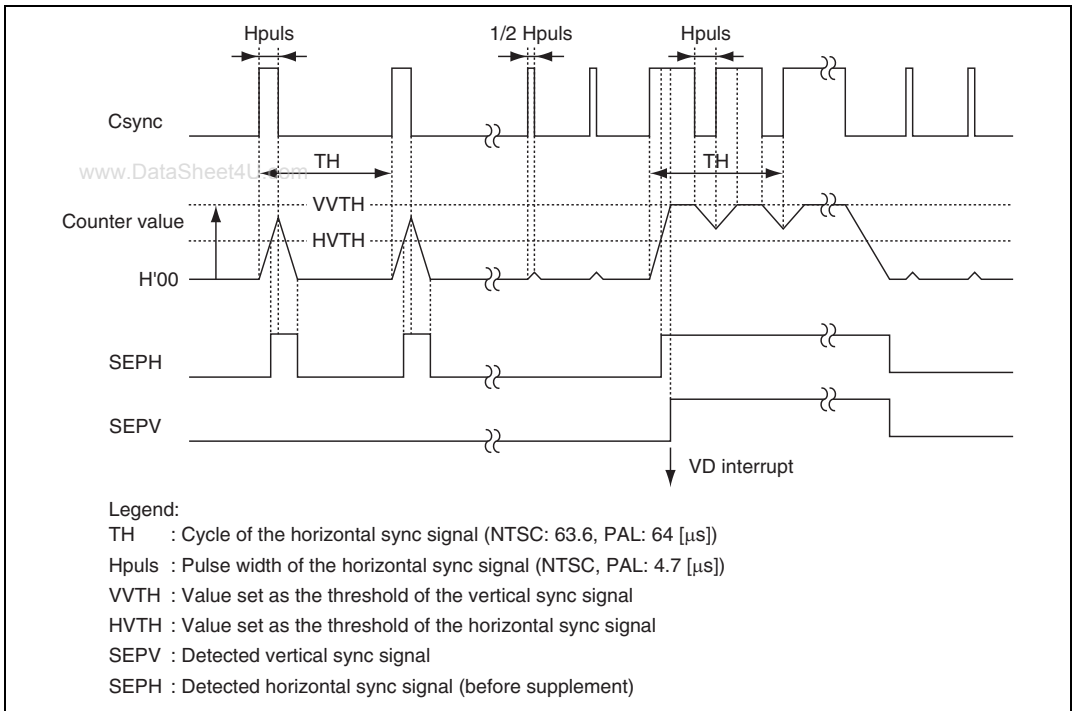 Hpuls 1/2 Hpuls Hpuls
Csync
www.DataSheet4U.com
TH TH
VVTH
Counter value
HVTH
H'00
SEPH
SEPV
VD interrupt
Legend:
TH : Cycle of the horizontal sync signal (NTSC: 63.6, PAL: 64 [μs])
Hpuls : Pulse width of the horizontal sync signal (NTSC, PAL: 4.7 [μs])
VVTH : Value set as the threshold of the vertical sync signal
HVTH : Value set as the threshold of the horizontal sync signal
SEPV : Detected vertical sync signal
SEPH : Detected horizontal sync signal (before supplement)